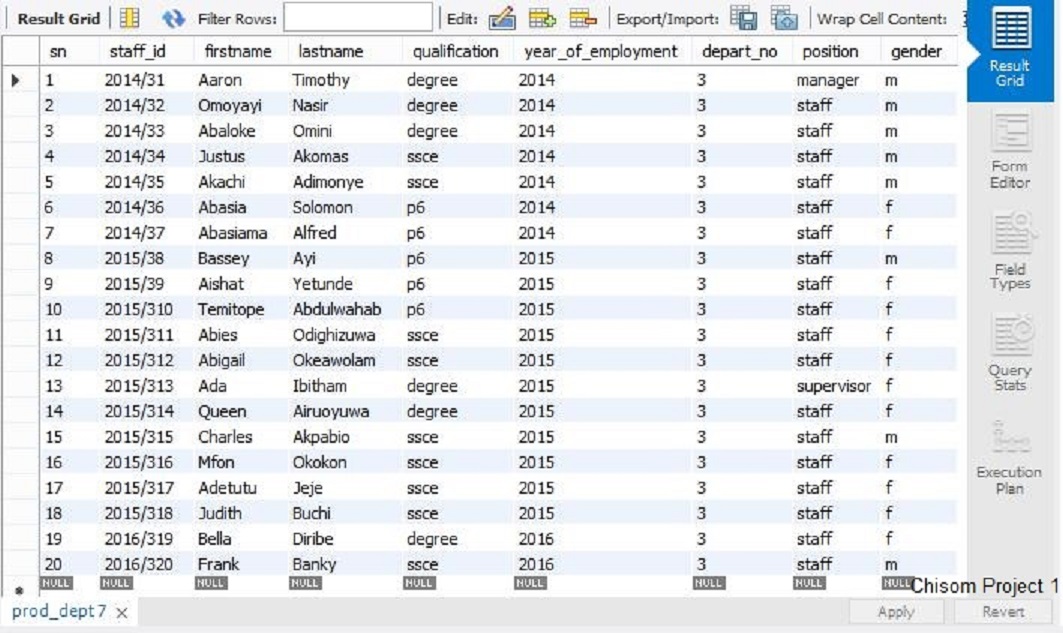 Result Grid Filter Rows: Edit: Export/Import: Wrap Cell Content:
sn staff_id firstname lastname qualification year_of_employment depart_no position gender
1 2014/31 Aaron Timothy degree 2014 3 manager m
2 2014/32 Omoyayi Nasir degree 2014 3 staff m
3 2014/33 Abaloke Omini degree 2014 3 staff m
4 2014/34 Justus Akomas ssce 2014 3 staff m
5 2014/35 Akachi Adimonye ssce 2014 3 staff m
6 2014/36 Abasia Solomon p6 2014 3 staff f
7 2014/37 Abasiama Alfred p6 2014 3 staff f
8 2015/38 Bassey Ayi p6 2015 3 staff m
9 2015/39 Aishat Yetunde p6 2015 3 staff f
10 2015/310 Temitope Abdulwahab p6 2015 3 staff f
11 2015/311 Abies Odighizuwa ssce 2015 3 staff f
12 2015/312 Abigail Okeawolam ssce 2015 3 staff f
13 2015/313 Ada Ibitham degree 2015 3 supervisor f
14 2015/314 Queen Airuoyuwa degree 2015 3 staff f
15 2015/315 Charles Akpabio ssce 2015 3 staff m
16 2015/316 Mfon Okokon ssce 2015 3 staff f
17 2015/317 Adetutu Jeje ssce 2015 3 staff f
18 2015/318 Judith Buchi ssce 2015 3 staff f
19 2016/319 Bella Diribe degree 2016 3 staff f
20 2016/320 Frank Banky ssce 2016 3 staff m
NULL NULL NULL NULL NULL NULL NULL NULL NULL
Result
Grid
Form
Editor
Field
Types
Query
Stats
Execution
Plan
Chisom Project 1
prod_dept 7 Apply Revert